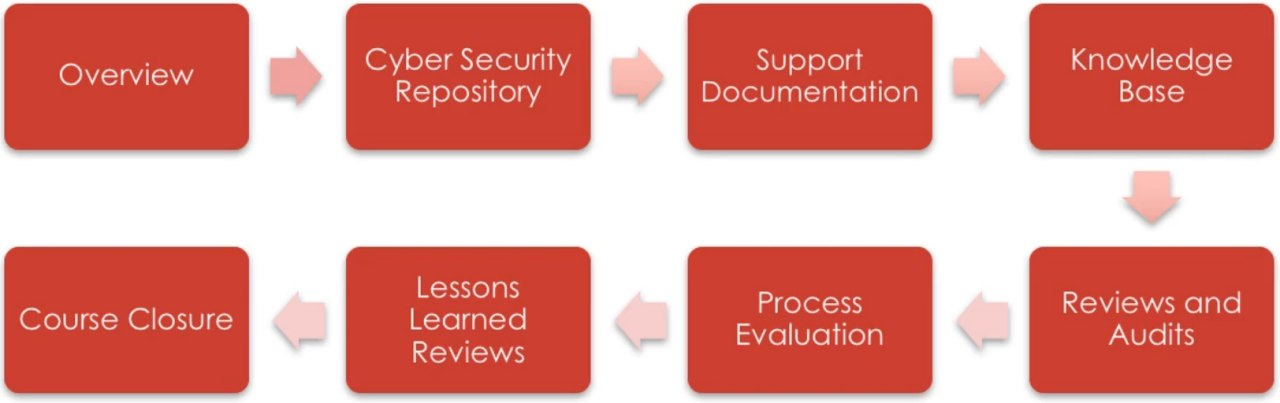 Overview
Cyber Security
Repository
Support
Documentation
Knowledge
Base
Reviews and
Audits
Process
Evaluation
Lessons
Learned
Reviews
Course Closure